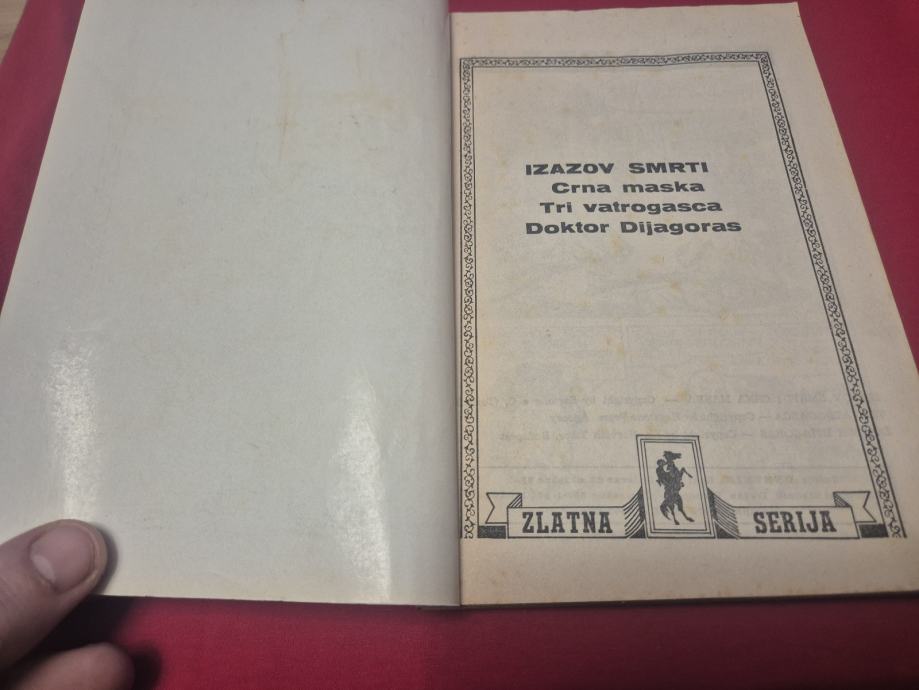 IZAZOV SMRTI
Crna maska
Tri vatrogasca
Doktor Dijagoras
ZLATNA SERIJA